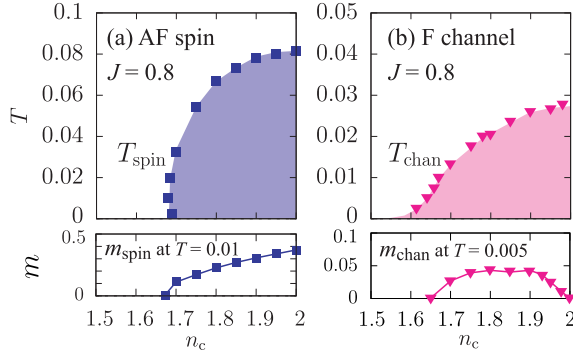 (a) AF spin
J = 0.8
T_spin
T
0.1
0.08
0.06
0.04
0.02
0
m_spin at T = 0.01
m
0.5
0
1.5 1.6 1.7 1.8 1.9 2
n_c
(b) F channel
J = 0.8
T_chan
0.05
0.04
0.03
0.02
0.01
0
m_chan at T = 0.005
0.1
0.05
0
1.5 1.6 1.7 1.8 1.9 2
n_c